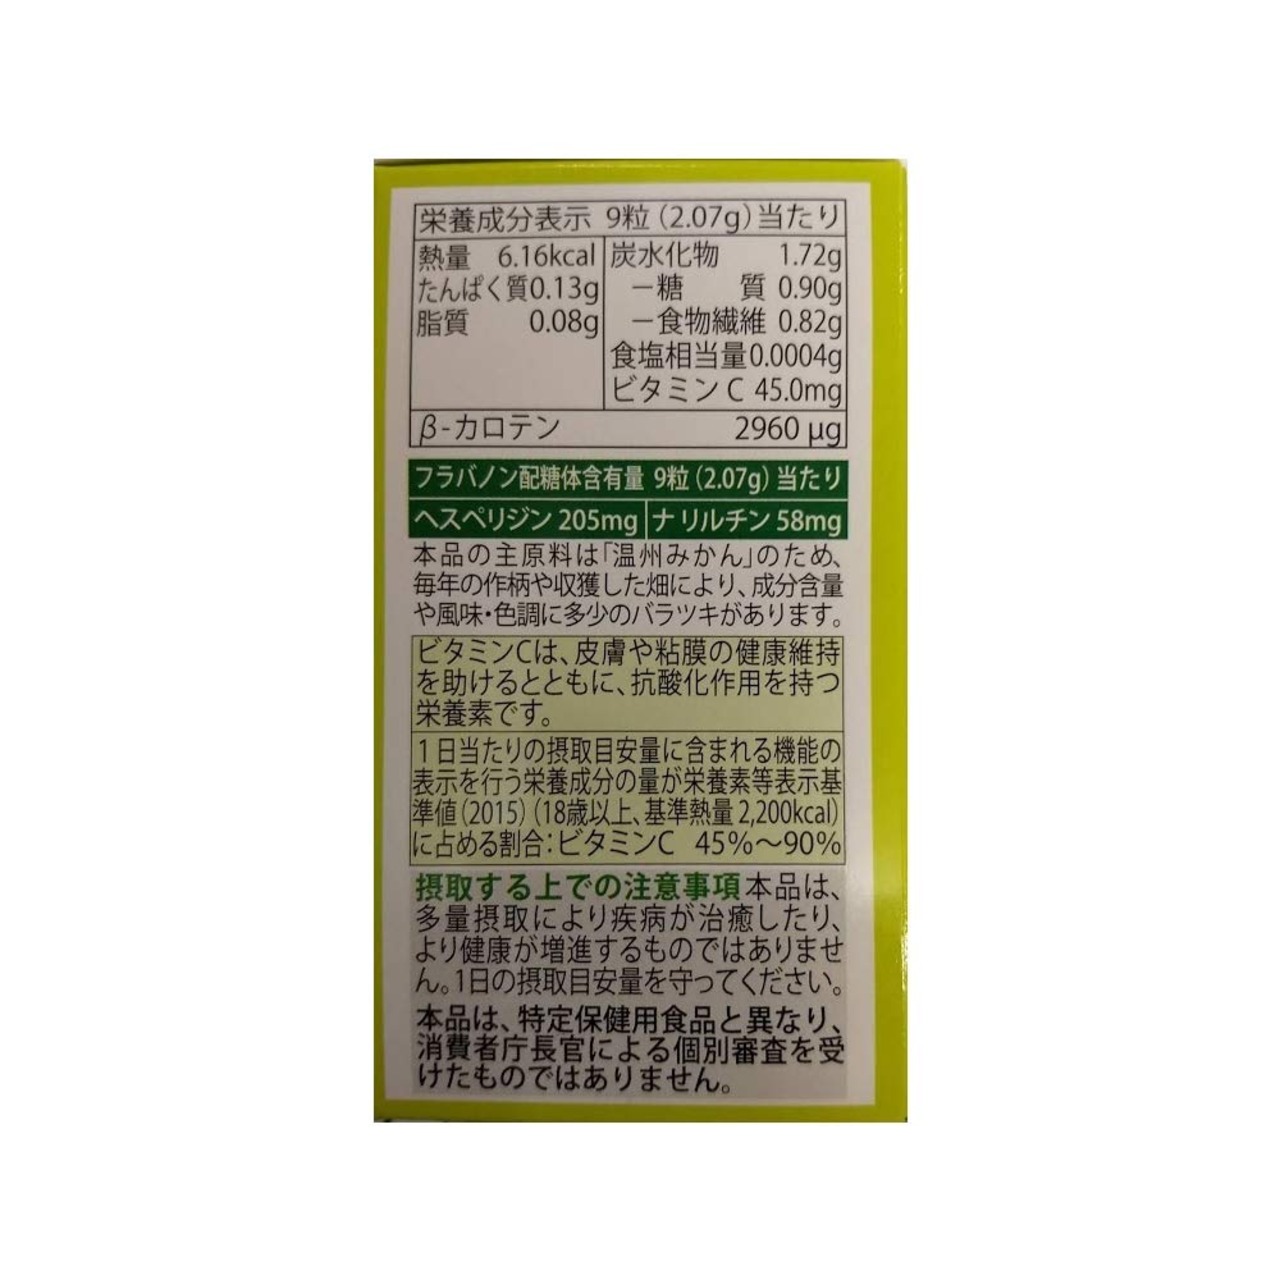 栄養成分表示 9粒(2.07g)当たり
熱量 6.16kcal
たんぱく質0.13g
脂質 0.08g
炭水化物 1.72g
－糖 質 0.90g
－食物繊維 0.82g
食塩相当量0.0004g
ビタミンC 45.0mg
β-カロテン 2960μg
フラバノン配糖体含有量 9粒(2.07g)当たり
ヘスペリジン 205mg ナリルチン 58mg
本品の主原料は「温州みかん」のため、
毎年の作柄や収獲した畑により、成分含量
や風味・色調に多少のバラツキがあります。
ビタミンCは、皮膚や粘膜の健康維持
を助けるとともに、抗酸化作用を持つ
栄養素です。
1日当たりの摂取目安量に含まれる機能の
表示を行う栄養成分の量が栄養素等表示基
準値(2015)(18歳以上、基準熱量2,200kcal)
に占める割合：ビタミンC 45%～90%
摂取する上での注意事項 本品は、
多量摂取により疾病が治癒したり、
より健康が増進するものではありませ
ん。1日の摂取目安量を守ってください。
本品は、特定保健用食品と異なり、
消費者庁長官による個別審査を受
けたものではありません。